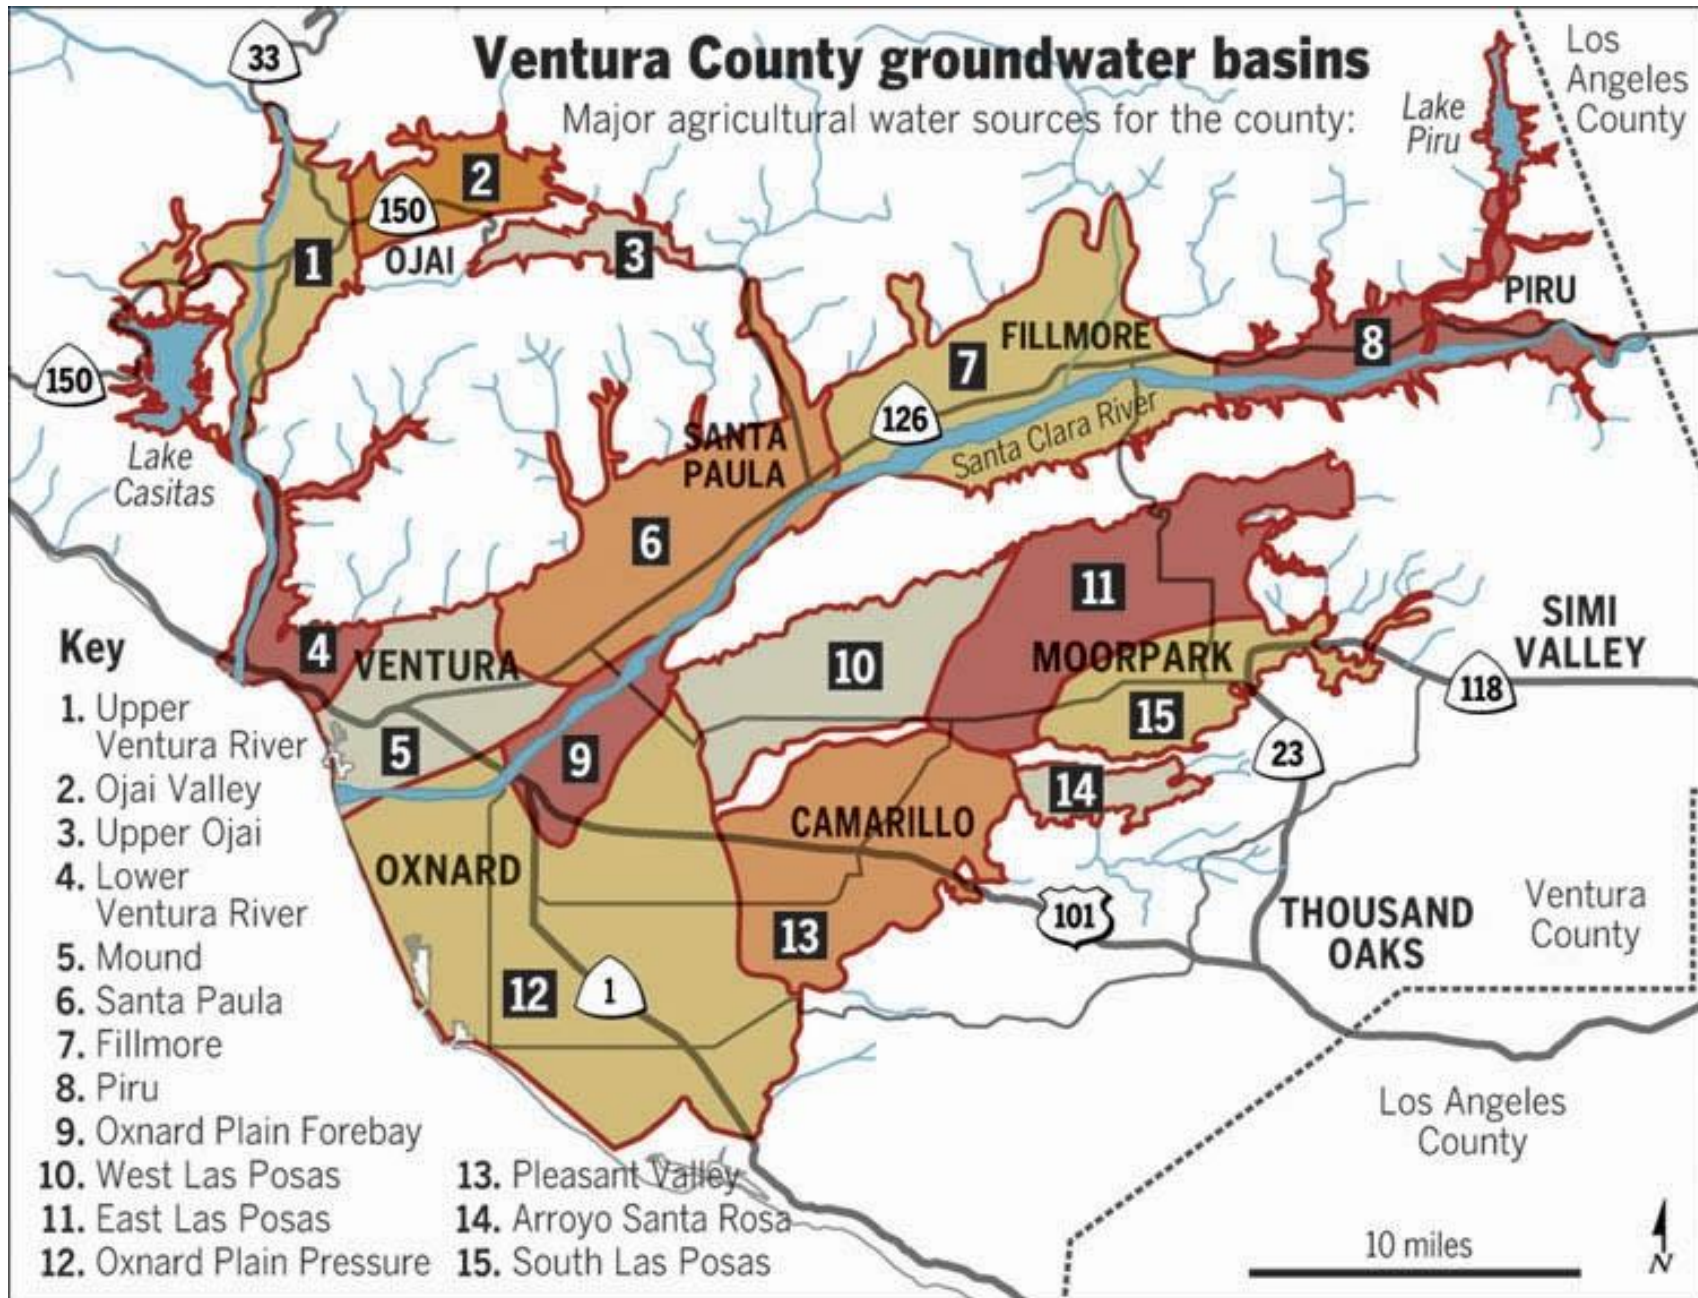 Ventura County groundwater basins
Major agricultural water sources for the county:
33
Los
Angeles
County
Lake
Piru
2
150
1
OJAI
3
PIRU
8
FILLMORE
7
150
126
Santa Clara River
SANTA
PAULA
Lake
Casitas
6
11
SIMI
VALLEY
4
VENTURA
10
MOORPARK
118
15
5
9
23
14
CAMARILLO
OXNARD
101
THOUSAND
OAKS
Ventura
County
13
12
1
Los Angeles
County
Key
1. Upper
Ventura River
2. Ojai Valley
3. Upper Ojai
4. Lower
Ventura River
5. Mound
6. Santa Paula
7. Fillmore
8. Piru
9. Oxnard Plain Forebay
10. West Las Posas
11. East Las Posas
12. Oxnard Plain Pressure
13. Pleasant Valley
14. Arroyo Santa Rosa
15. South Las Posas
10 miles
N